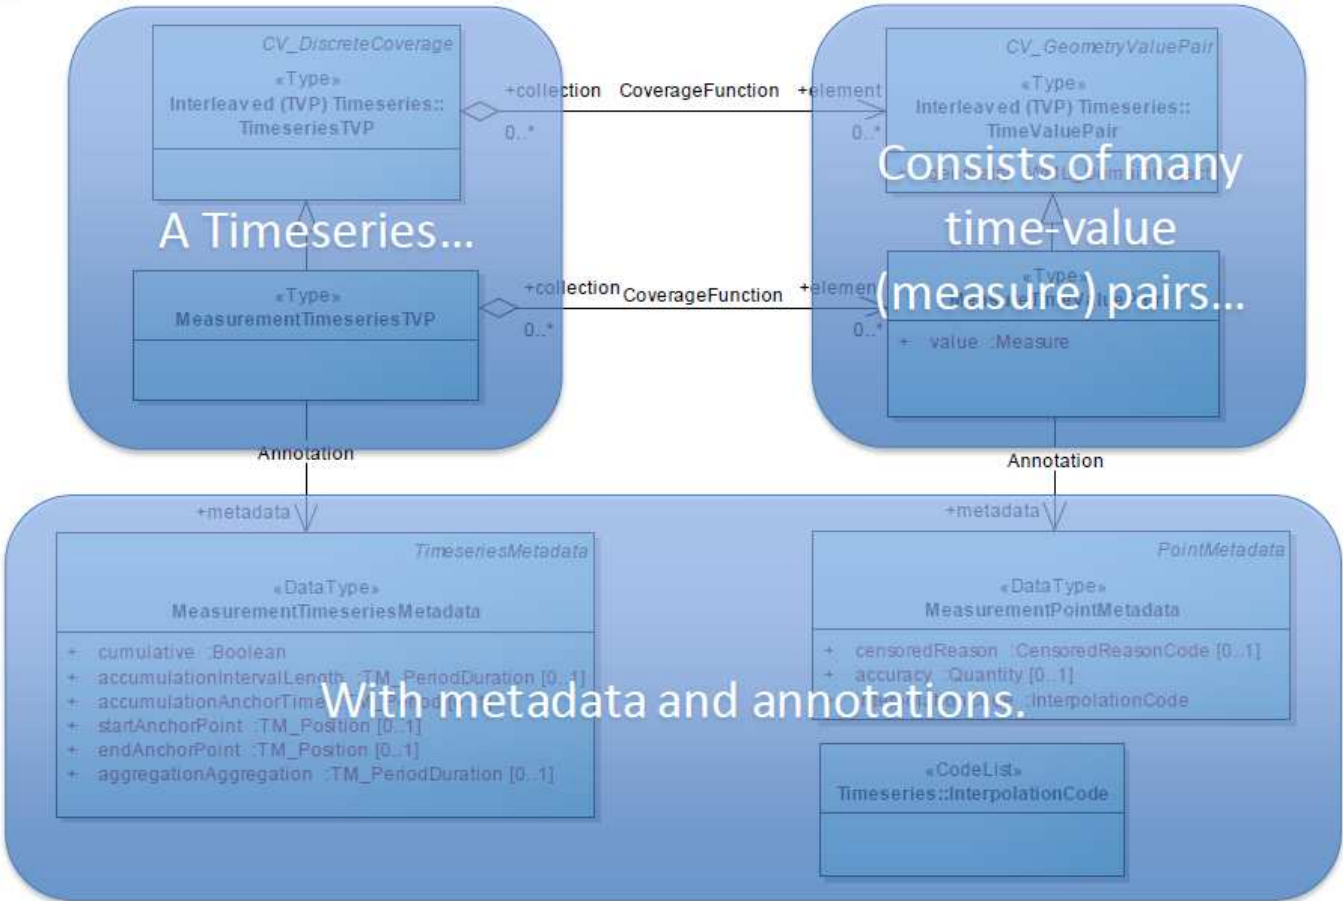 CV_DiscreteCoverage
«Type»
Interleaved (TVP) Timeseries::
TimeseriesTVP
+collection CoverageFunction +element
0..* 0..*
CV_GeometryValuePair
«Type»
Interleaved (TVP) Timeseries::
TimeValuePair
A Timeseries...
Consists of many
time-value
(measure) pairs...
«Type»
MeasurementTimeseriesTVP
+collection CoverageFunction +element
0..* 0..*
«Type»
+ value :Measure
Annotation
Annotation
+metadata
+metadata
TimeseriesMetadata
«DataType»
MeasurementTimeseriesMetadata
+ cumulative :Boolean
+ accumulationIntervalLength :TM_PeriodDuration [0..1]
+ accumulationAnchorTime
+ startAnchorPoint :TM_Position [0..1]
+ endAnchorPoint :TM_Position [0..1]
+ aggregationAggregation :TM_PeriodDuration [0..1]
PointMetadata
«DataType»
MeasurementPointMetadata
+ censoredReason :CensoredReasonCode [0..1]
+ accuracy :Quantity [0..1]
:InterpolationCode
With metadata and annotations.
«CodeList»
Timeseries::InterpolationCode